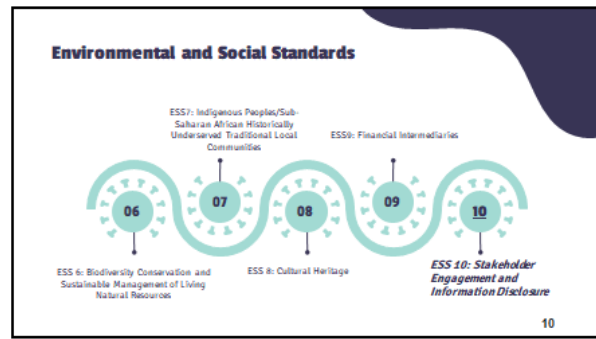 Environmental and Social Standards
ESS7: Indigenous Peoples/Sub-
Saharan African Historically
Underserved Traditional Local
Communities
ESS9: Financial Intermediaries
06
07
08
09
10
ESS 6: Biodiversity Conservation and
Sustainable Management of Living
Natural Resources
ESS 8: Cultural Heritage
ESS 10: Stakeholder
Engagement and
Information Disclosure
10